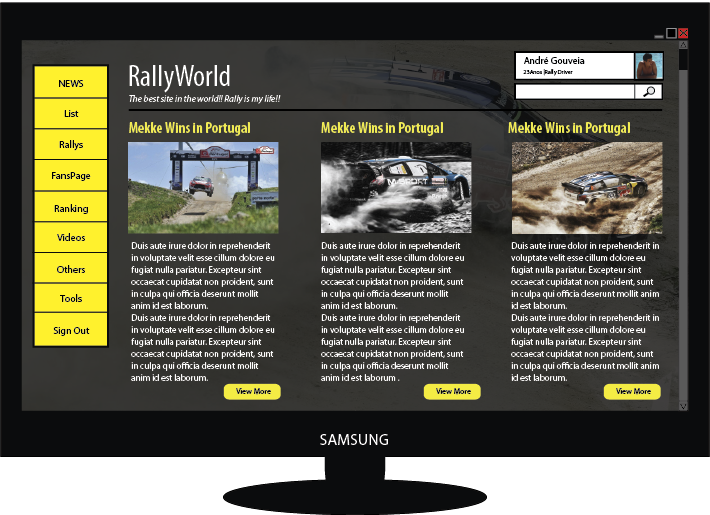 RallyWorld
The best site in the world!! Rally is my life!!
André Gouveia
23Anos |Rally Driver
NEWS
List
Rallys
FansPage
Ranking
Videos
Others
Tools
Sign Out
Mekke Wins in Portugal
Duis aute irure dolor in reprehenderit
in voluptate velit esse cillum dolore eu
fugiat nulla pariatur. Excepteur sint
occaecat cupidatat non proident, sunt
in culpa qui officia deserunt mollit
anim id est laborum.
Duis aute irure dolor in reprehenderit
in voluptate velit esse cillum dolore eu
fugiat nulla pariatur. Excepteur sint
occaecat cupidatat non proident, sunt
in culpa qui officia deserunt mollit
anim id est laborum.
View More
Mekke Wins in Portugal
Duis aute irure dolor in reprehenderit
in voluptate velit esse cillum dolore eu
fugiat nulla pariatur. Excepteur sint
occaecat cupidatat non proident, sunt
in culpa qui officia deserunt mollit
anim id est laborum.
Duis aute irure dolor in reprehenderit
in voluptate velit esse cillum dolore eu
fugiat nulla pariatur. Excepteur sint
occaecat cupidatat non proident, sunt
in culpa qui officia deserunt mollit
anim id est laborum .
View More
Mekke Wins in Portugal
Duis aute irure dolor in reprehenderit in
voluptate velit esse cillum dolore eu
fugiat nulla pariatur. Excepteur sint
occaecat cupidatat non proident, sunt
in culpa qui officia deserunt mollit anim
id est laborum.
Duis aute irure dolor in reprehenderit in
voluptate velit esse cillum dolore eu
fugiat nulla pariatur. Excepteur sint
occaecat cupidatat non proident, sunt
in culpa qui officia deserunt mollit anim
id est laborum.
View More
SAMSUNG